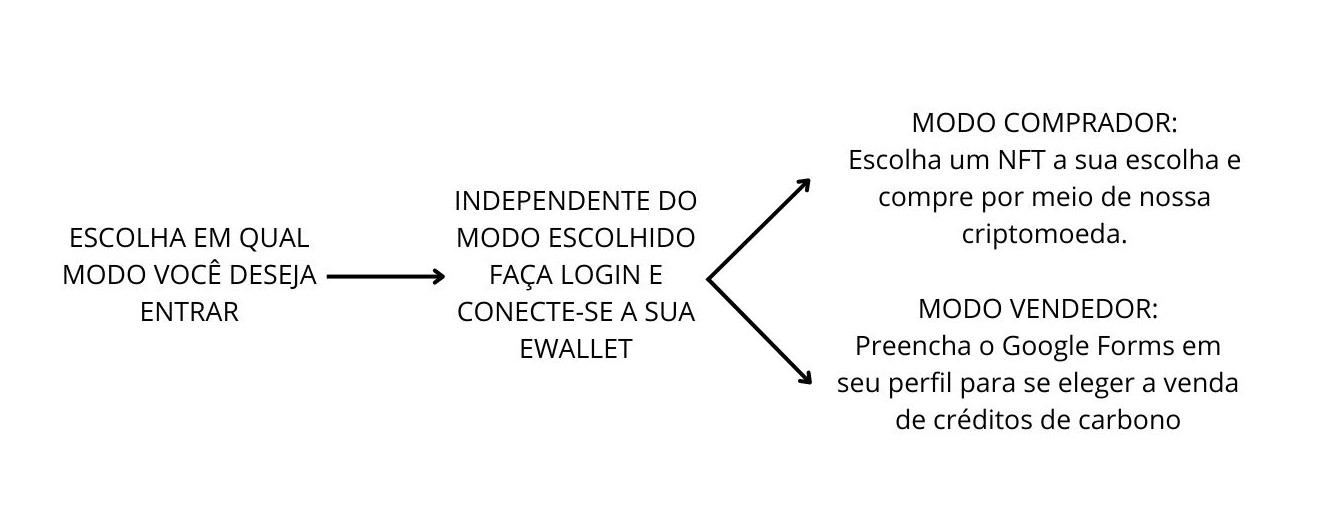 ESCOLHA EM QUAL
MODO VOCÊ DESEJA
ENTRAR
INDEPENDENTE DO
MODO ESCOLHIDO
FAÇA LOGIN E
CONECTE-SE A SUA
EWALLET
MODO COMPRADOR:
Escolha um NFT a sua escolha e
compre por meio de nossa
criptomoeda.
MODO VENDEDOR:
Preencha o Google Forms em
seu perfil para se eleger a venda
de créditos de carbono